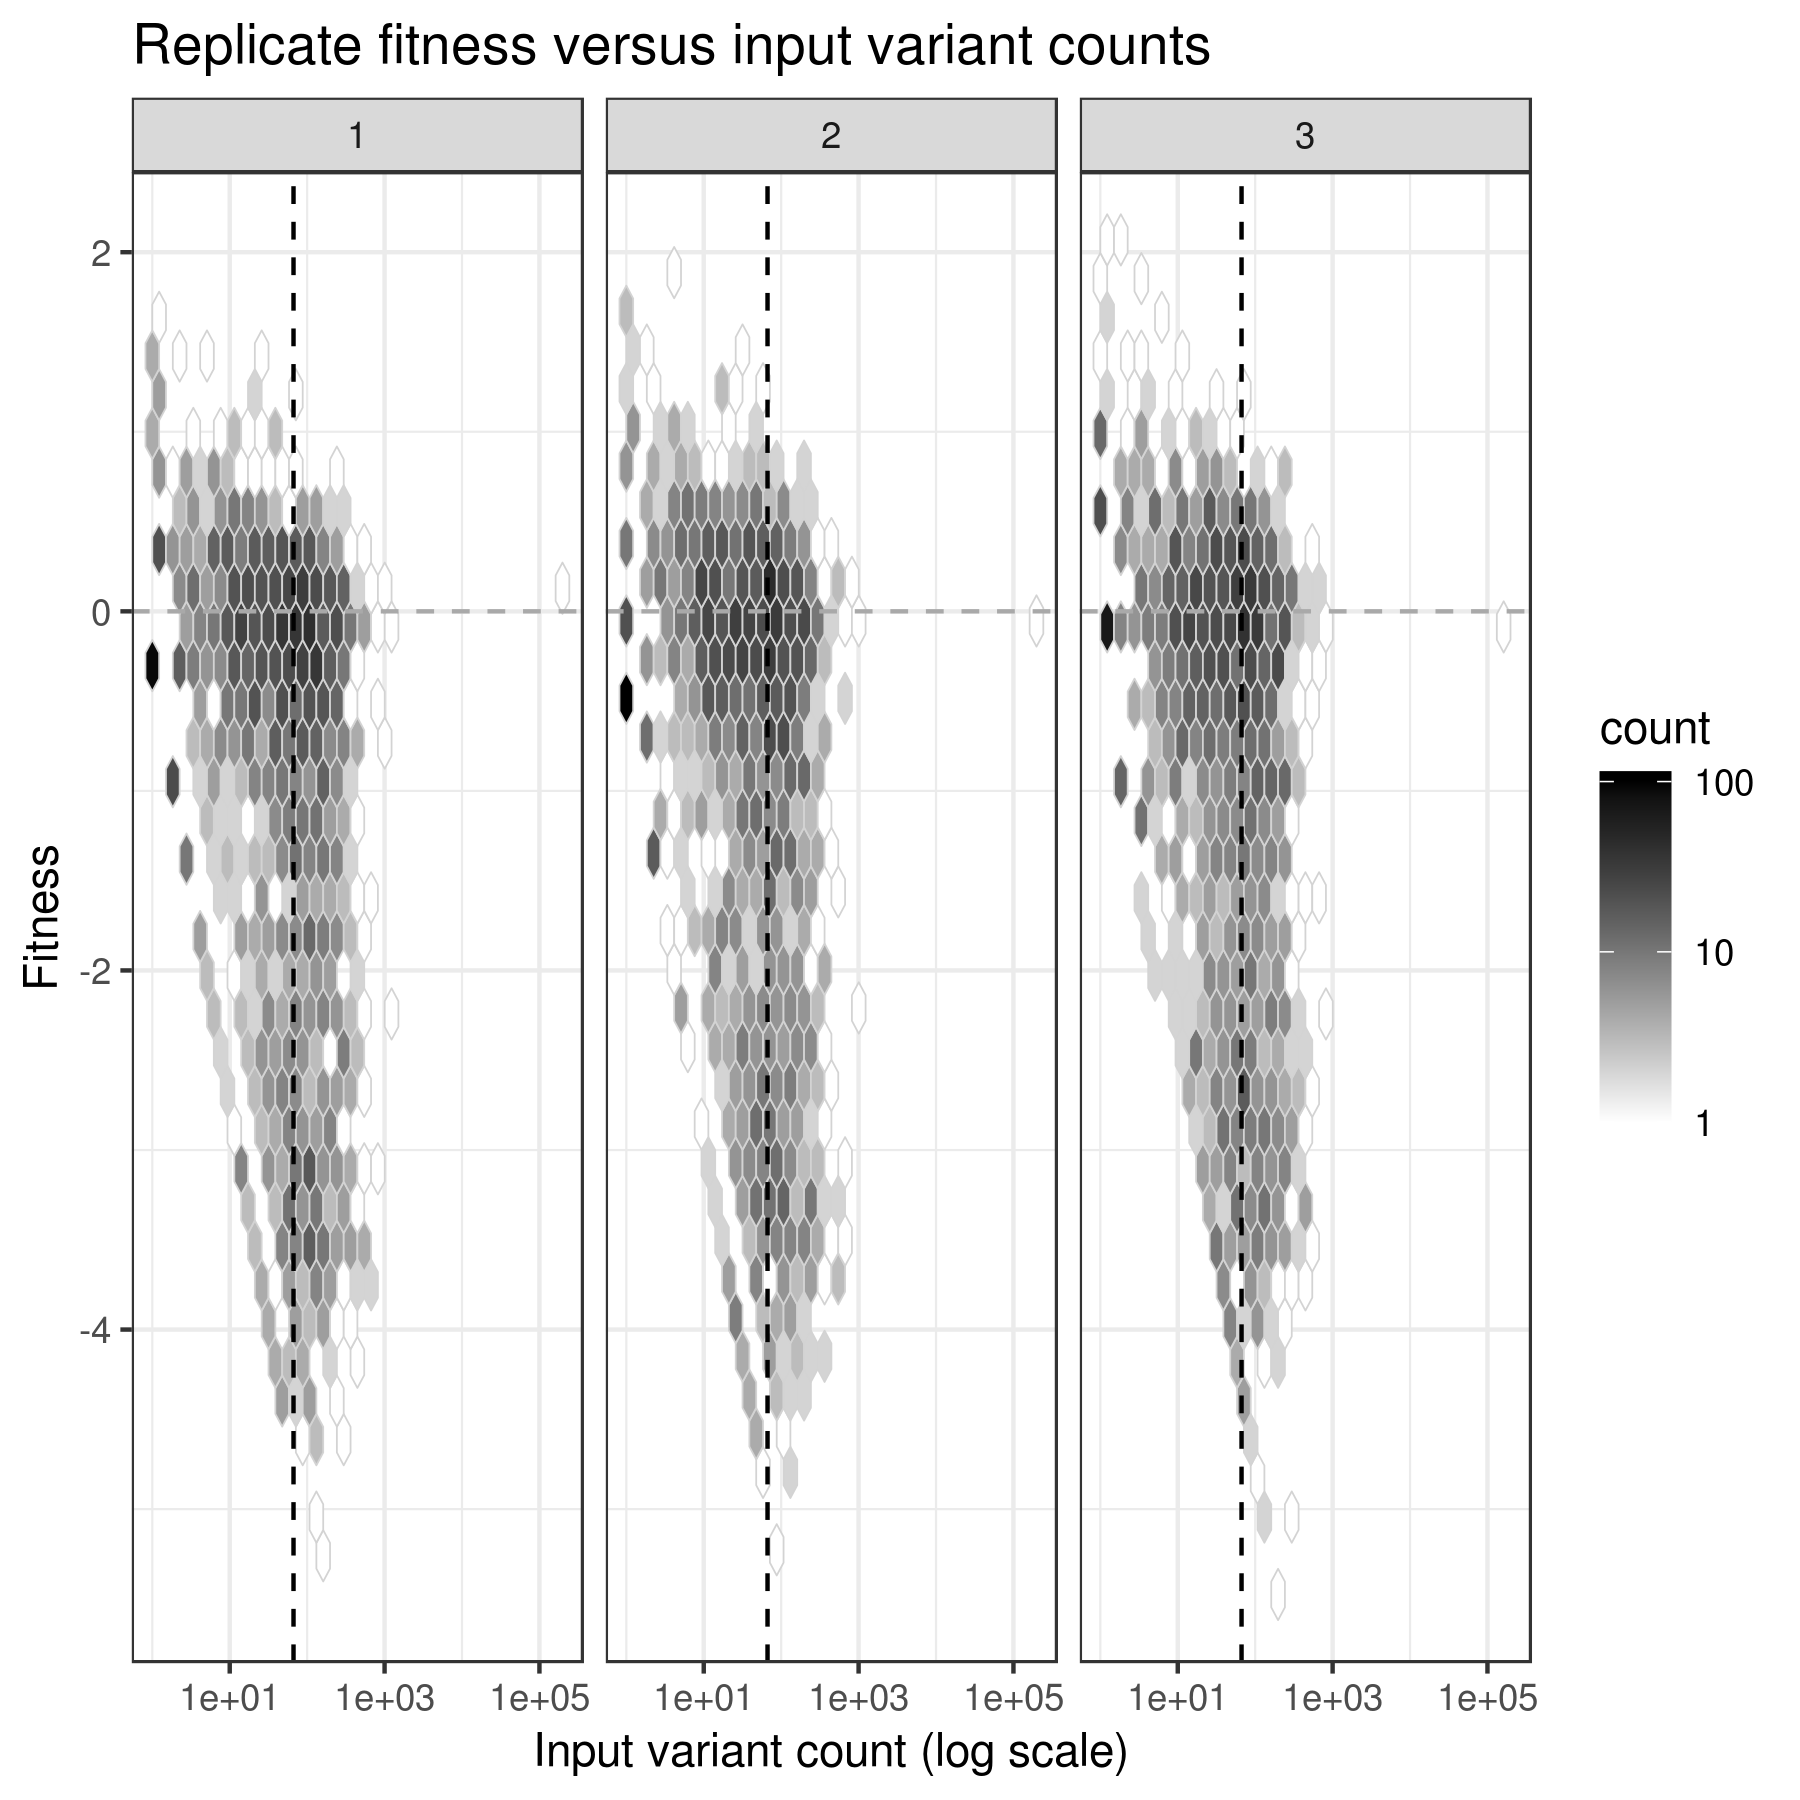 Replicate fitness versus input variant counts
1 2 3
2
0
-2
-4
Fitness
1e+01 1e+03 1e+05 1e+01 1e+03 1e+05 1e+01 1e+03 1e+05
Input variant count (log scale)
count
100
10
1